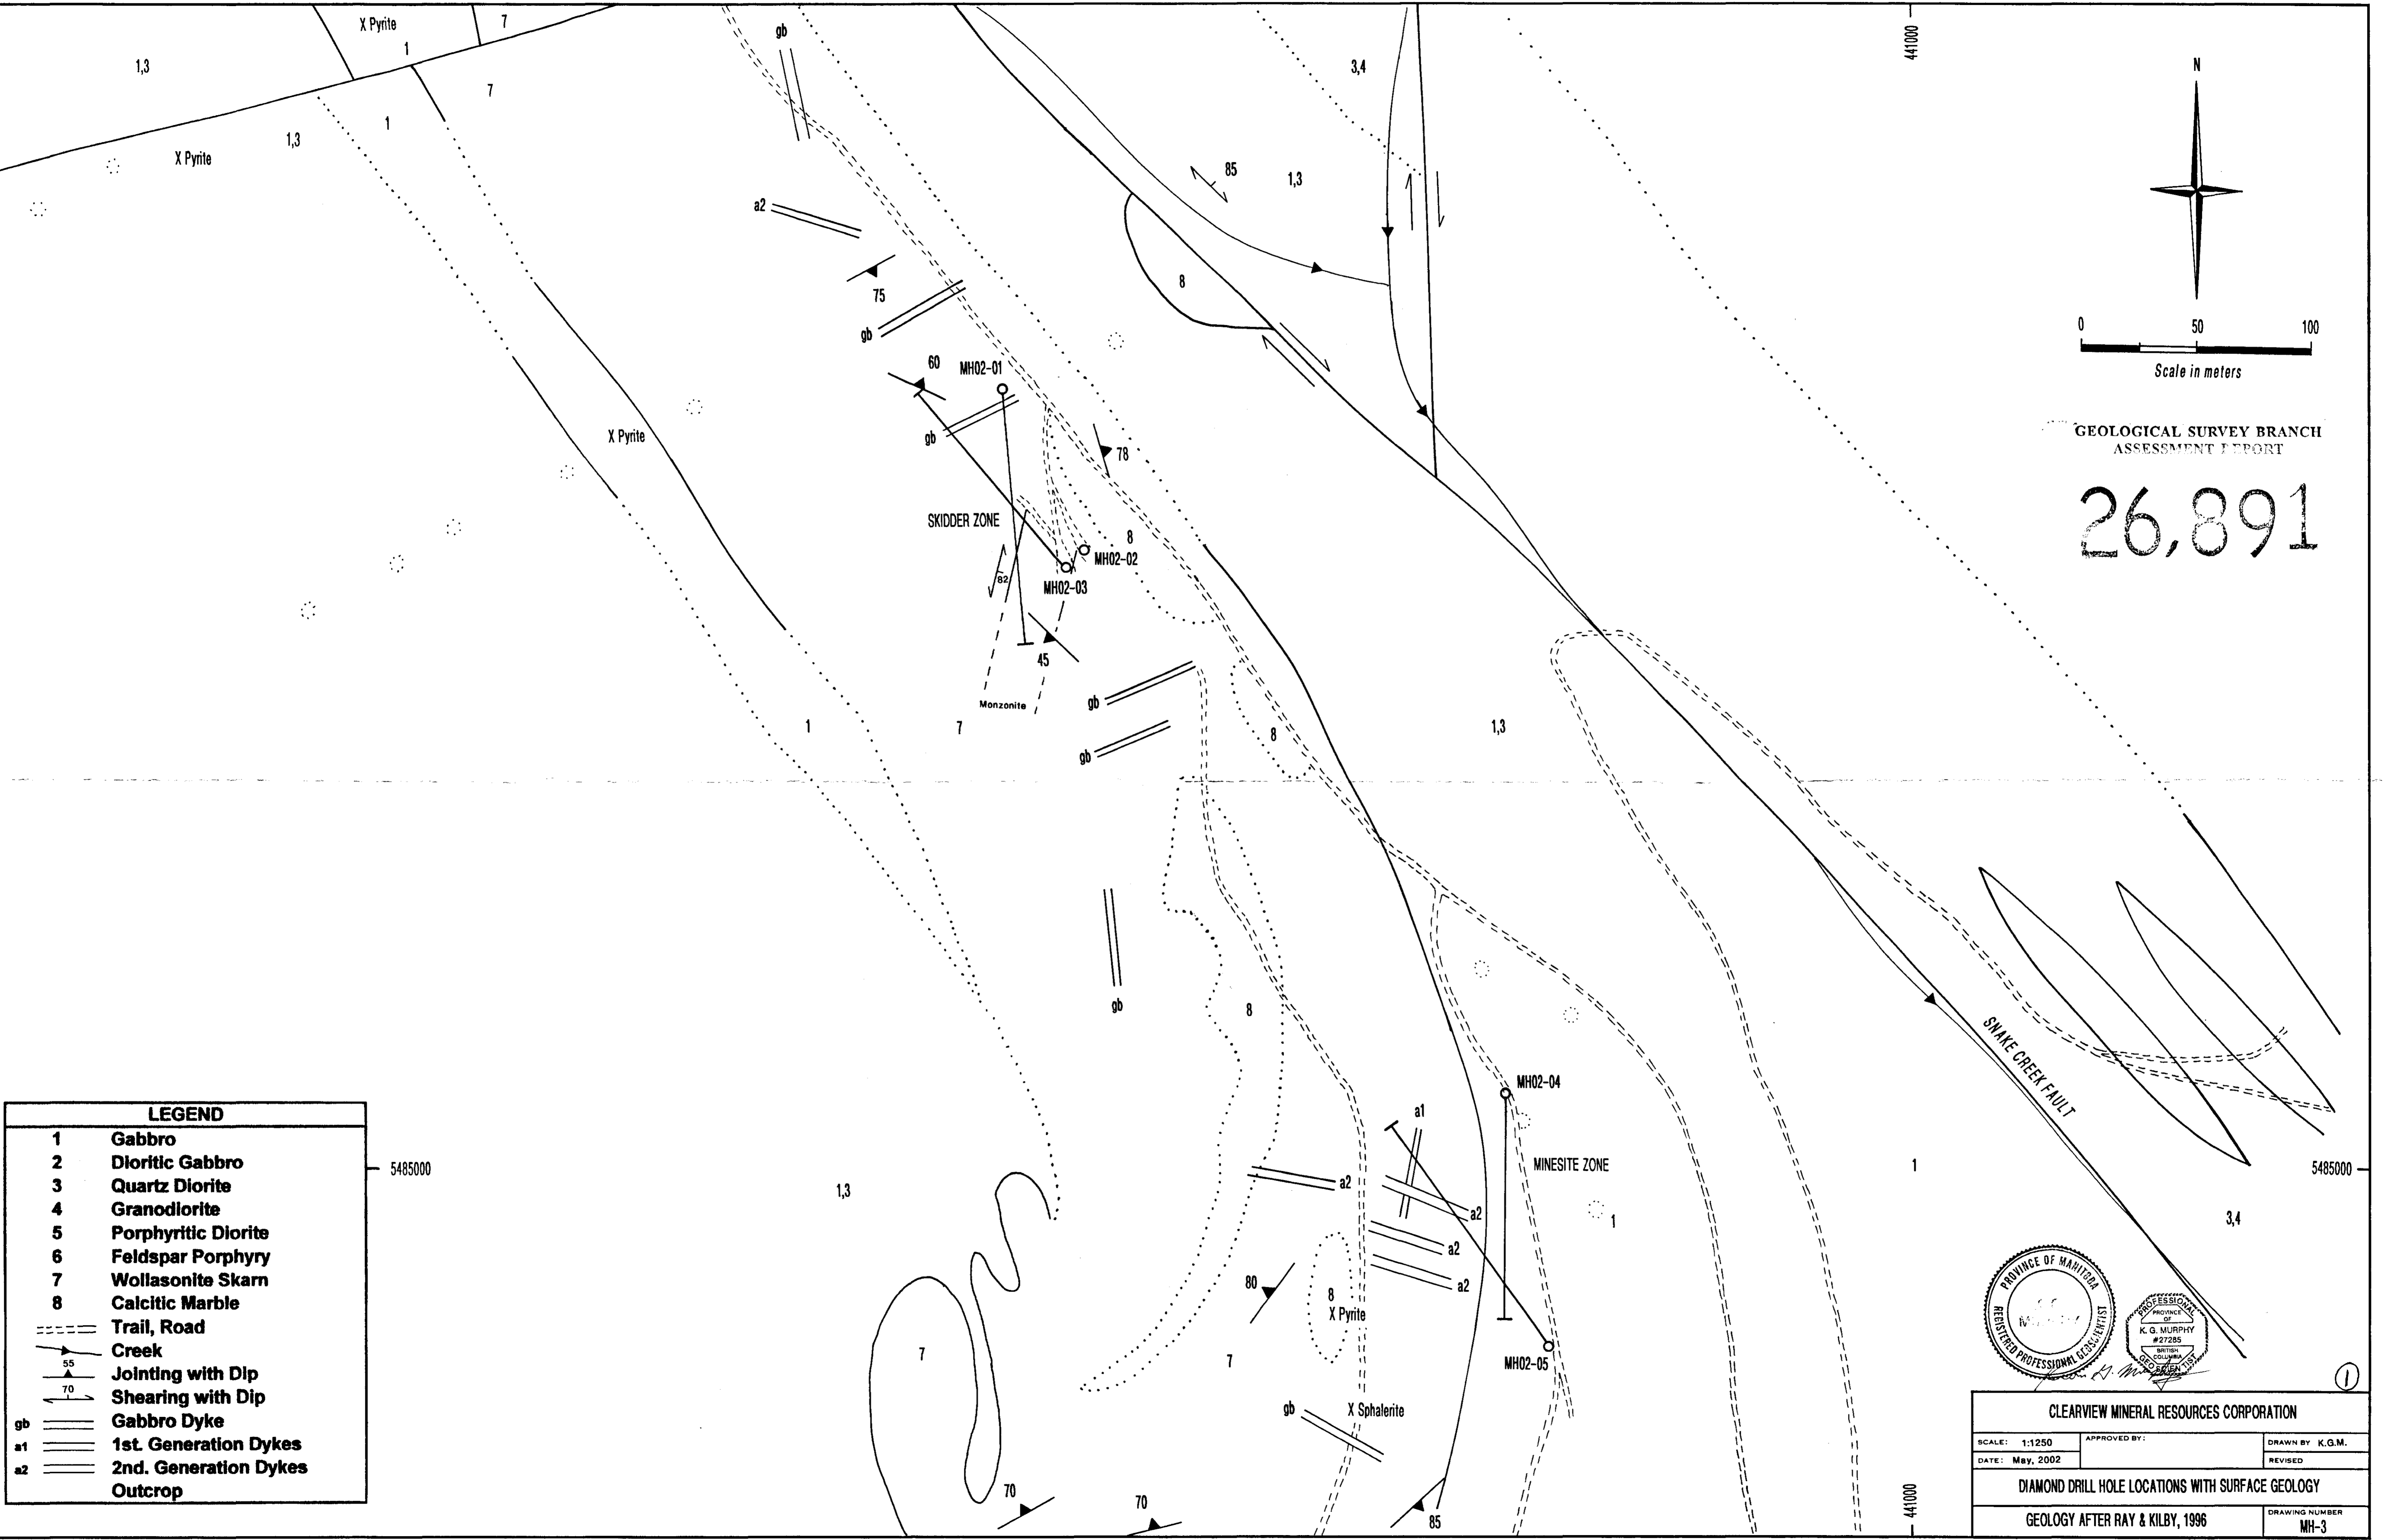 X Pyrite
7
gb
1
1,3
7
3,4
441000
N
1
1,3
X Pyrite
85
1,3
a2
75
8
gb
0 50 100
Scale in meters
60
MH02-01
GEOLOGICAL SURVEY BRANCH
ASSESSMENT REPORT
26,891
X Pyrite
gb
78
SKIDDER ZONE
8
MH02-02
82
MH02-03
45
gb
Monzonite
1
7
8
1,3
gb
gb
8
SNAKE CREEK FAULT
MH02-04
a1
MINESITE ZONE
1
5485000
5485000
1,3
a2
a2
1
3,4
a2
a2
80
8
X Pyrite
7
7
MH02-05
gb
X Sphalerite
70
70
85
441000
LEGEND
1 Gabbro
2 Dioritic Gabbro
3 Quartz Diorite
4 Granodiorite
5 Porphyritic Diorite
6 Feldspar Porphyry
7 Wollasonite Skarn
8 Calcitic Marble
Trail, Road
Creek
55 Jointing with Dip
70 Shearing with Dip
gb Gabbro Dyke
a1 1st. Generation Dykes
a2 2nd. Generation Dykes
Outcrop
PROVINCE OF MANITOBA
REGISTERED PROFESSIONAL GEOSCIENTIST
PROFESSIONAL
PROVINCE
OF
K. G. MURPHY
#27285
BRITISH
COLUMBIA
GEOSCIENTIST
1
CLEARVIEW MINERAL RESOURCES CORPORATION
SCALE: 1:1250 APPROVED BY: DRAWN BY K.G.M.
DATE: May, 2002 REVISED
DIAMOND DRILL HOLE LOCATIONS WITH SURFACE GEOLOGY
GEOLOGY AFTER RAY & KILBY, 1996
DRAWING NUMBER
MH-3